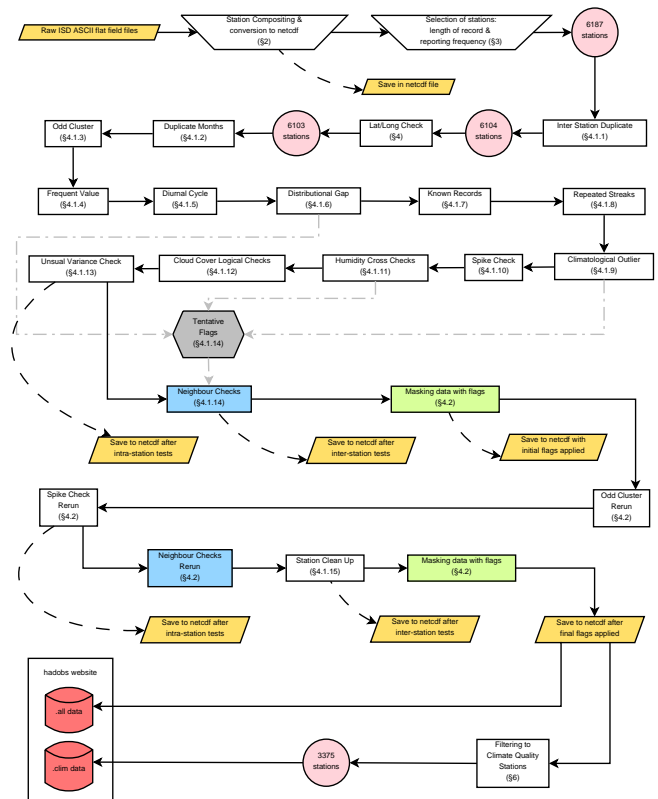 Raw ISD ASCII flat field files
Station Compositing &
conversion to netcdf
(§2)
Selection of stations:
length of record &
reporting frequency (§3)
6187
stations
Save in netcdf file
Odd Cluster
(§4.1.3)
Duplicate Months
(§4.1.2)
6103
stations
Lat/Long Check
(§4)
6104
stations
Inter Station Duplicate
(§4.1.1)
Frequent Value
(§4.1.4)
Diurnal Cycle
(§4.1.5)
Distributional Gap
(§4.1.6)
Known Records
(§4.1.7)
Repeated Streaks
(§4.1.8)
Unsual Variance Check
(§4.1.13)
Cloud Cover Logical Checks
(§4.1.12)
Humidity Cross Checks
(§4.1.11)
Spike Check
(§4.1.10)
Climatological Outlier
(§4.1.9)
Tentative
Flags
(§4.1.14)
Neighbour Checks
(§4.1.14)
Masking data with flags
(§4.2)
Save to netcdf after
intra-station tests
Save to netcdf after
inter-station tests
Save to netcdf with
initial flags applied
Spike Check
Rerun
(§4.2)
Odd Cluster
Rerun
(§4.2)
Neighbour Checks
Rerun
(§4.2)
Station Clean Up
(§4.1.15)
Masking data with flags
(§4.2)
Save to netcdf after
intra-station tests
Save to netcdf after
inter-station tests
Save to netcdf after
final flags applied
hadobs website
.all data
.clim data
3375
stations
Filtering to
Climate Quality
Stations
(§6)